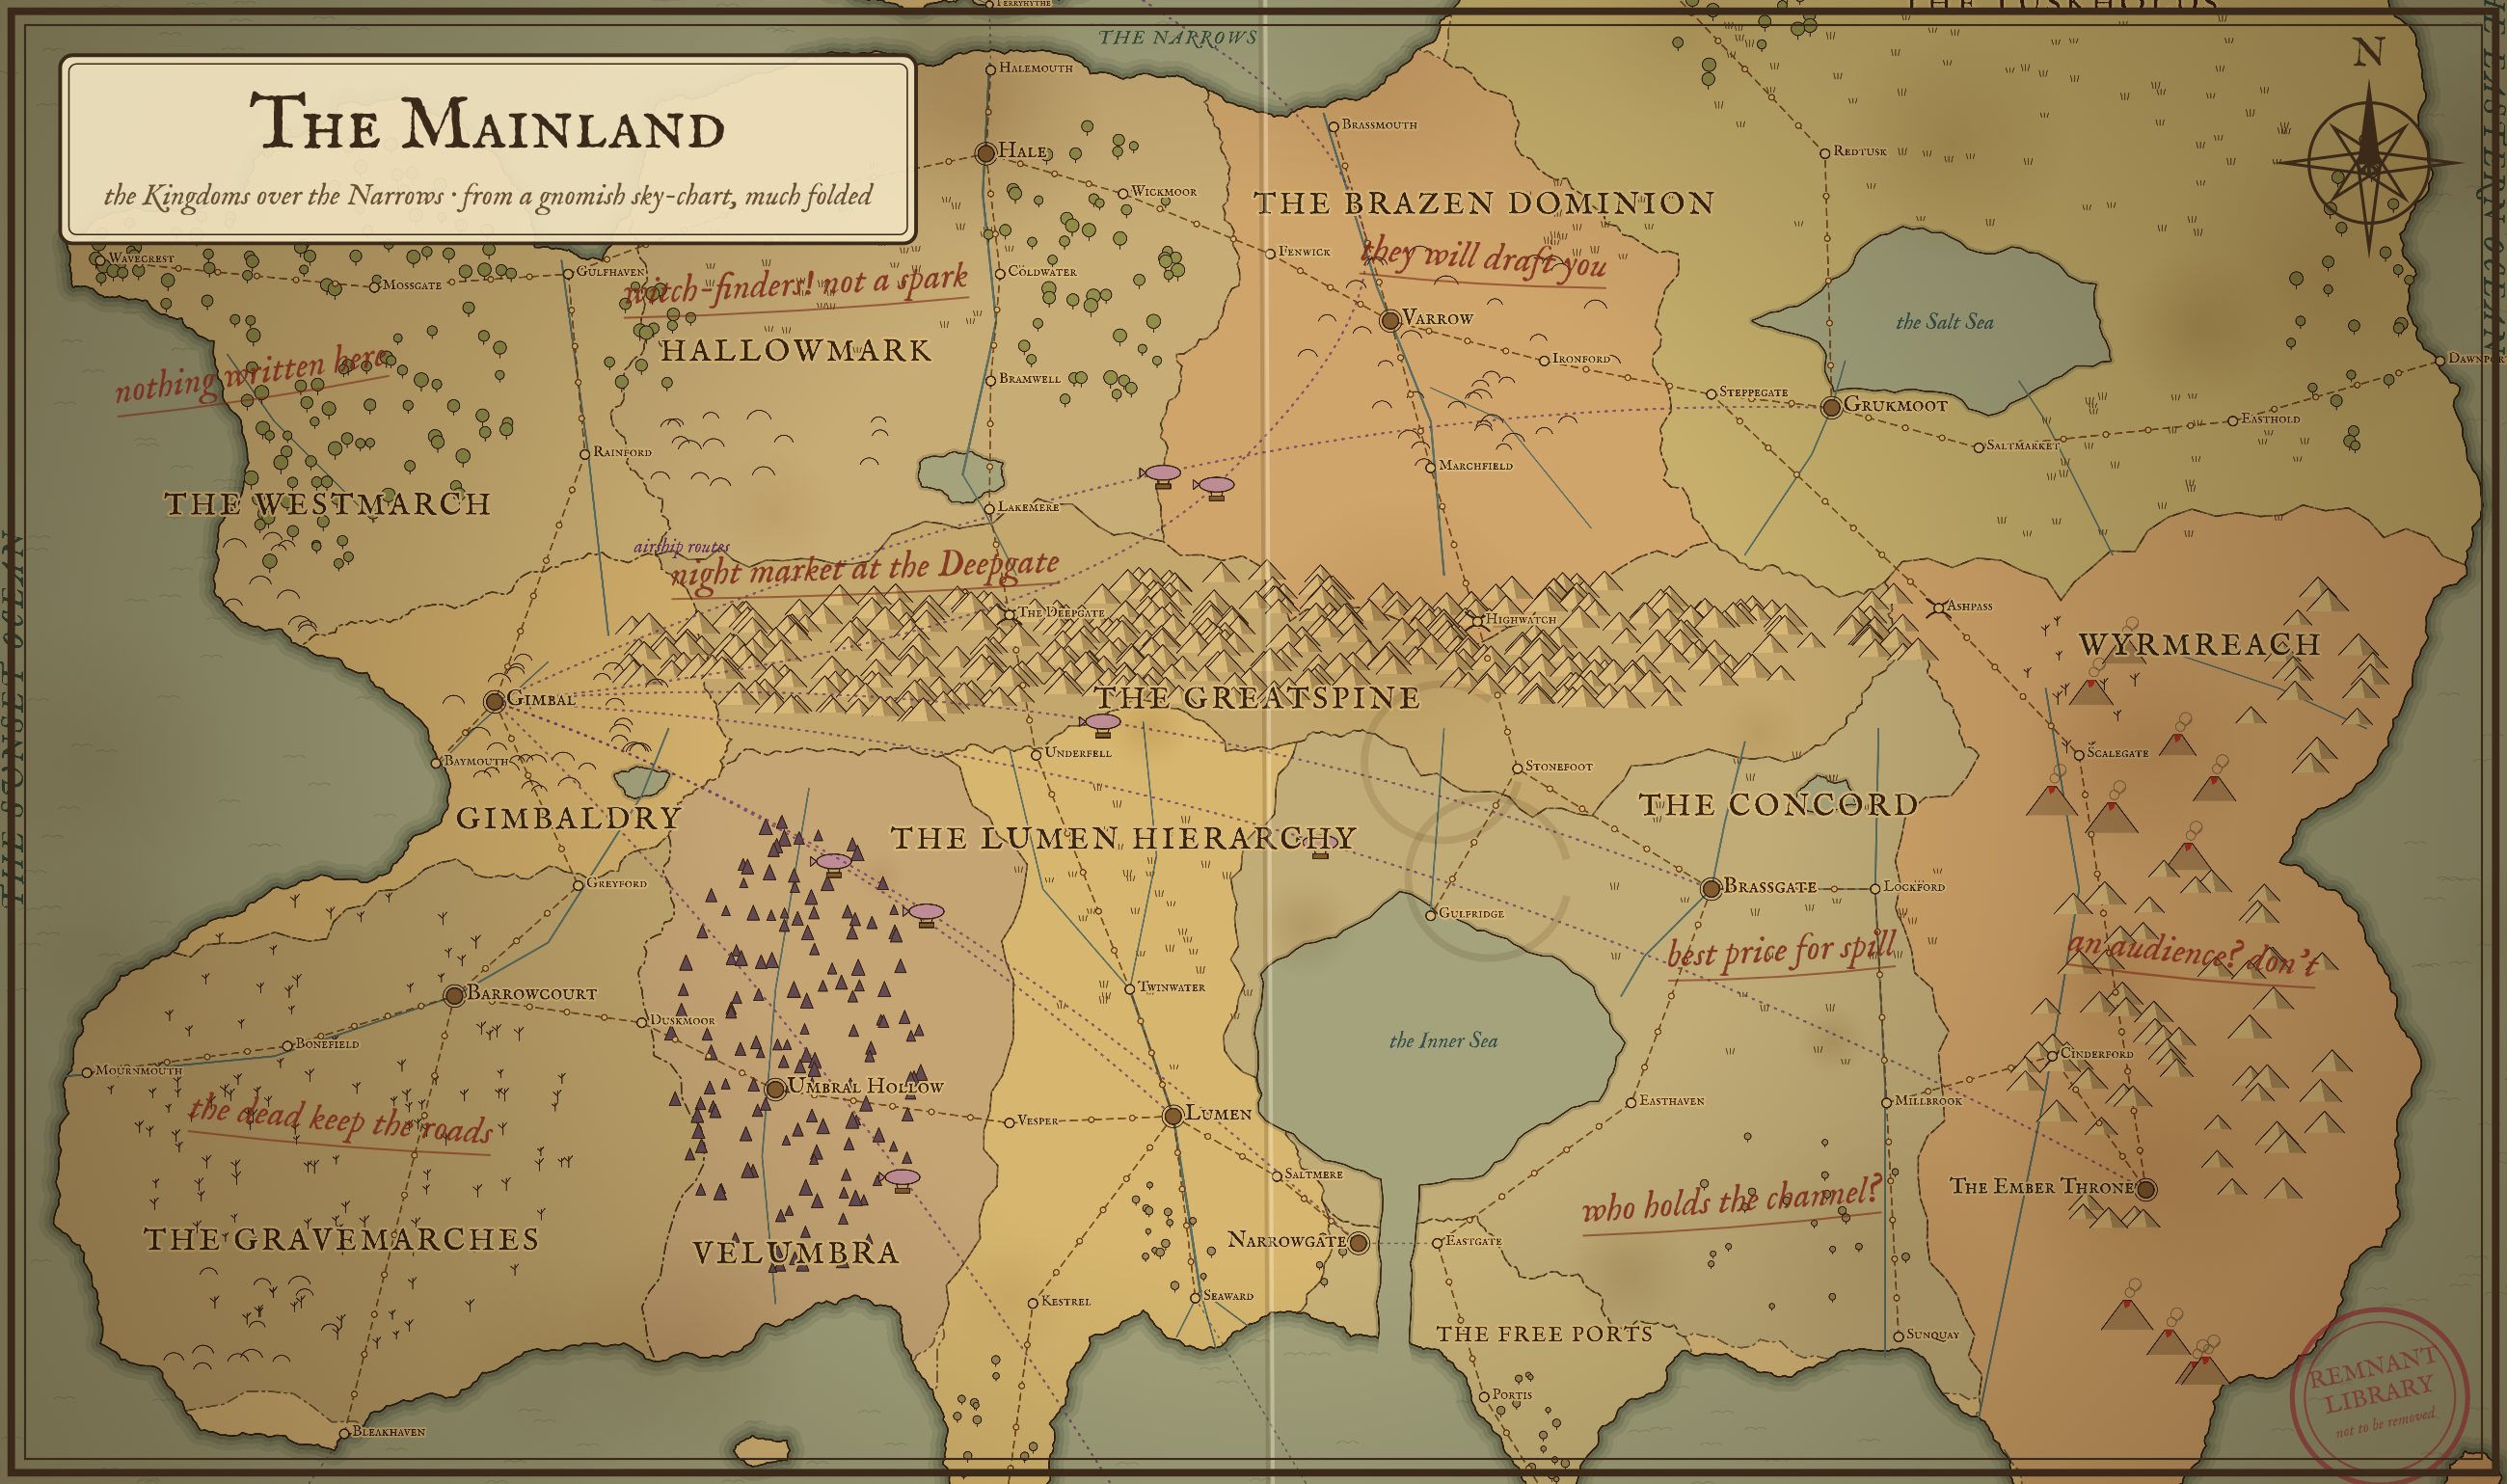 FERRYHYTHE
THE TUSKHOLDS
THE NARROWS
N
HALEMOUTH
THE MAINLAND
the Kingdoms over the Narrows · from a gnomish sky-chart, much folded
BRASSMOUTH
HALE
REDTUSK
WICKMOOR
THE BRAZEN DOMINION
WAVECREST
MOSSGATE
GULFHAVEN
COLDWATER
FENWICK
they will draft you
witch-finders! not a spark
VARROW
the Salt Sea
HALLOWMARK
IRONFORD
nothing written here
BRAMWELL
STEPPEGATE
GRUKMOOT
EASTHOLD
RAINFORD
MARCHFIELD
SALTMARKET
THE WESTMARCH
LAKEMERE
airship routes
night market at the Deepgate
THE DEEPGATE
HIGHWATCH
ASHPASS
WYRMREACH
GIMBAL
THE GREATSPINE
THE SUNSET OCEAN
BAYMOUTH
UNDERFELL
STONEFOOT
SCALEGATE
GIMBALDRY
THE LUMEN HIERARCHY
THE CONCORD
GREYFORD
BRASSGATE
LOCKFORD
GULFRIDGE
best price for spill
an audience? don't
BARROWCOURT
TWINWATER
DUSKMOOR
the Inner Sea
BONEFIELD
MOURNMOUTH
CINDERFORD
UMBRAL HOLLOW
VESPER
LUMEN
EASTHAVEN
MILLBROOK
the dead keep the roads
SALTMERE
THE EMBER THRONE
who holds the channel?
THE GRAVEMARCHES
VELUMBRA
NARROWGATE
EASTGATE
KESTREL
SEAWARD
THE FREE PORTS
SUNQUAY
PORTIS
BLEAKHAVEN
REMNANT
LIBRARY
not to be removed